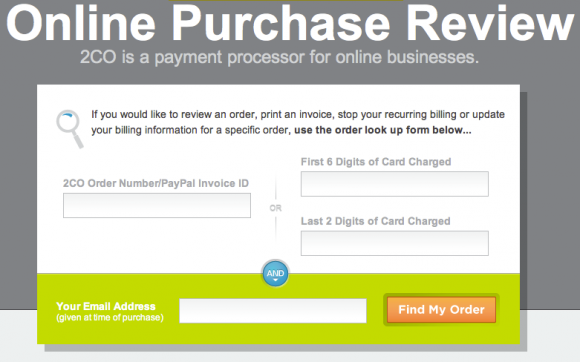 Online Purchase Review
2CO is a payment processor for online businesses.
If you would like to review an order, print an invoice, stop your recurring billing or update
your billing information for a specific order, use the order look up form below...
First 6 Digits of Card Charged
2CO Order Number/PayPal Invoice ID
OR
Last 2 Digits of Card Charged
AND
Your Email Address
(given at time of purchase)
Find My Order